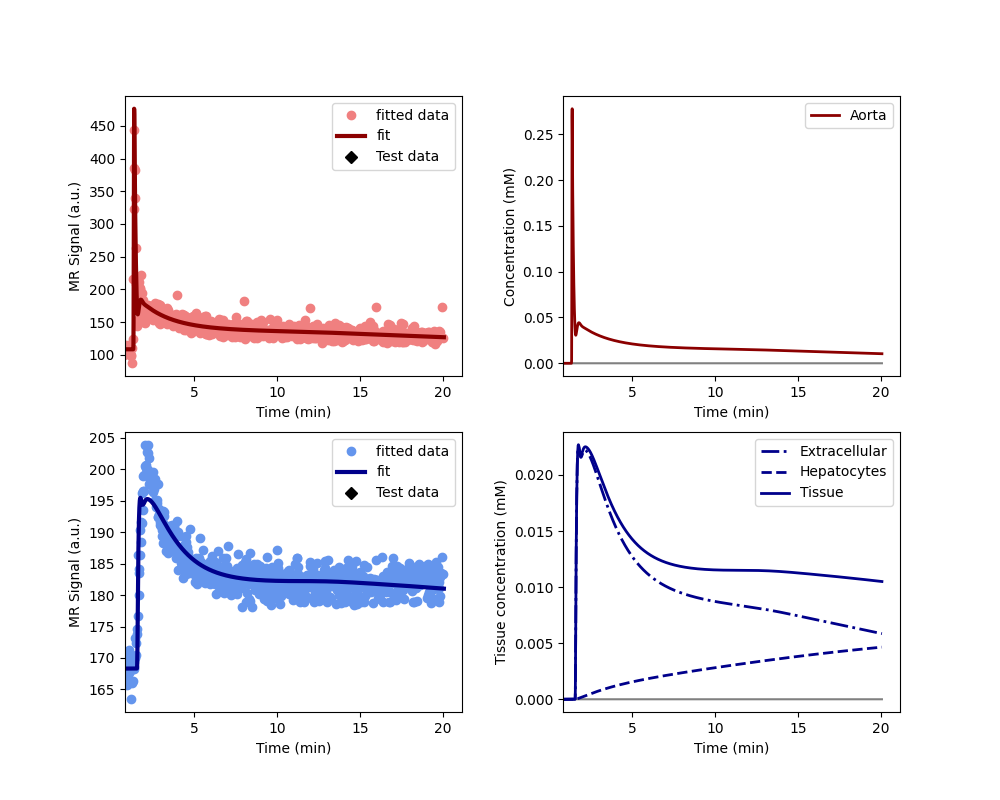 450
400
350
300
250
200
150
100
MR Signal (a.u.)
5
10
15
20
Time (min)
fitted data
fit
Test data
0.25
0.20
0.15
0.10
0.05
0.00
Concentration (mM)
5
10
15
20
Time (min)
Aorta
205
200
195
190
185
180
175
170
165
MR Signal (a.u.)
5
10
15
20
Time (min)
fitted data
fit
Test data
0.020
0.015
0.010
0.005
0.000
Tissue concentration (mM)
5
10
15
20
Time (min)
Extracellular
Hepatocytes
Tissue